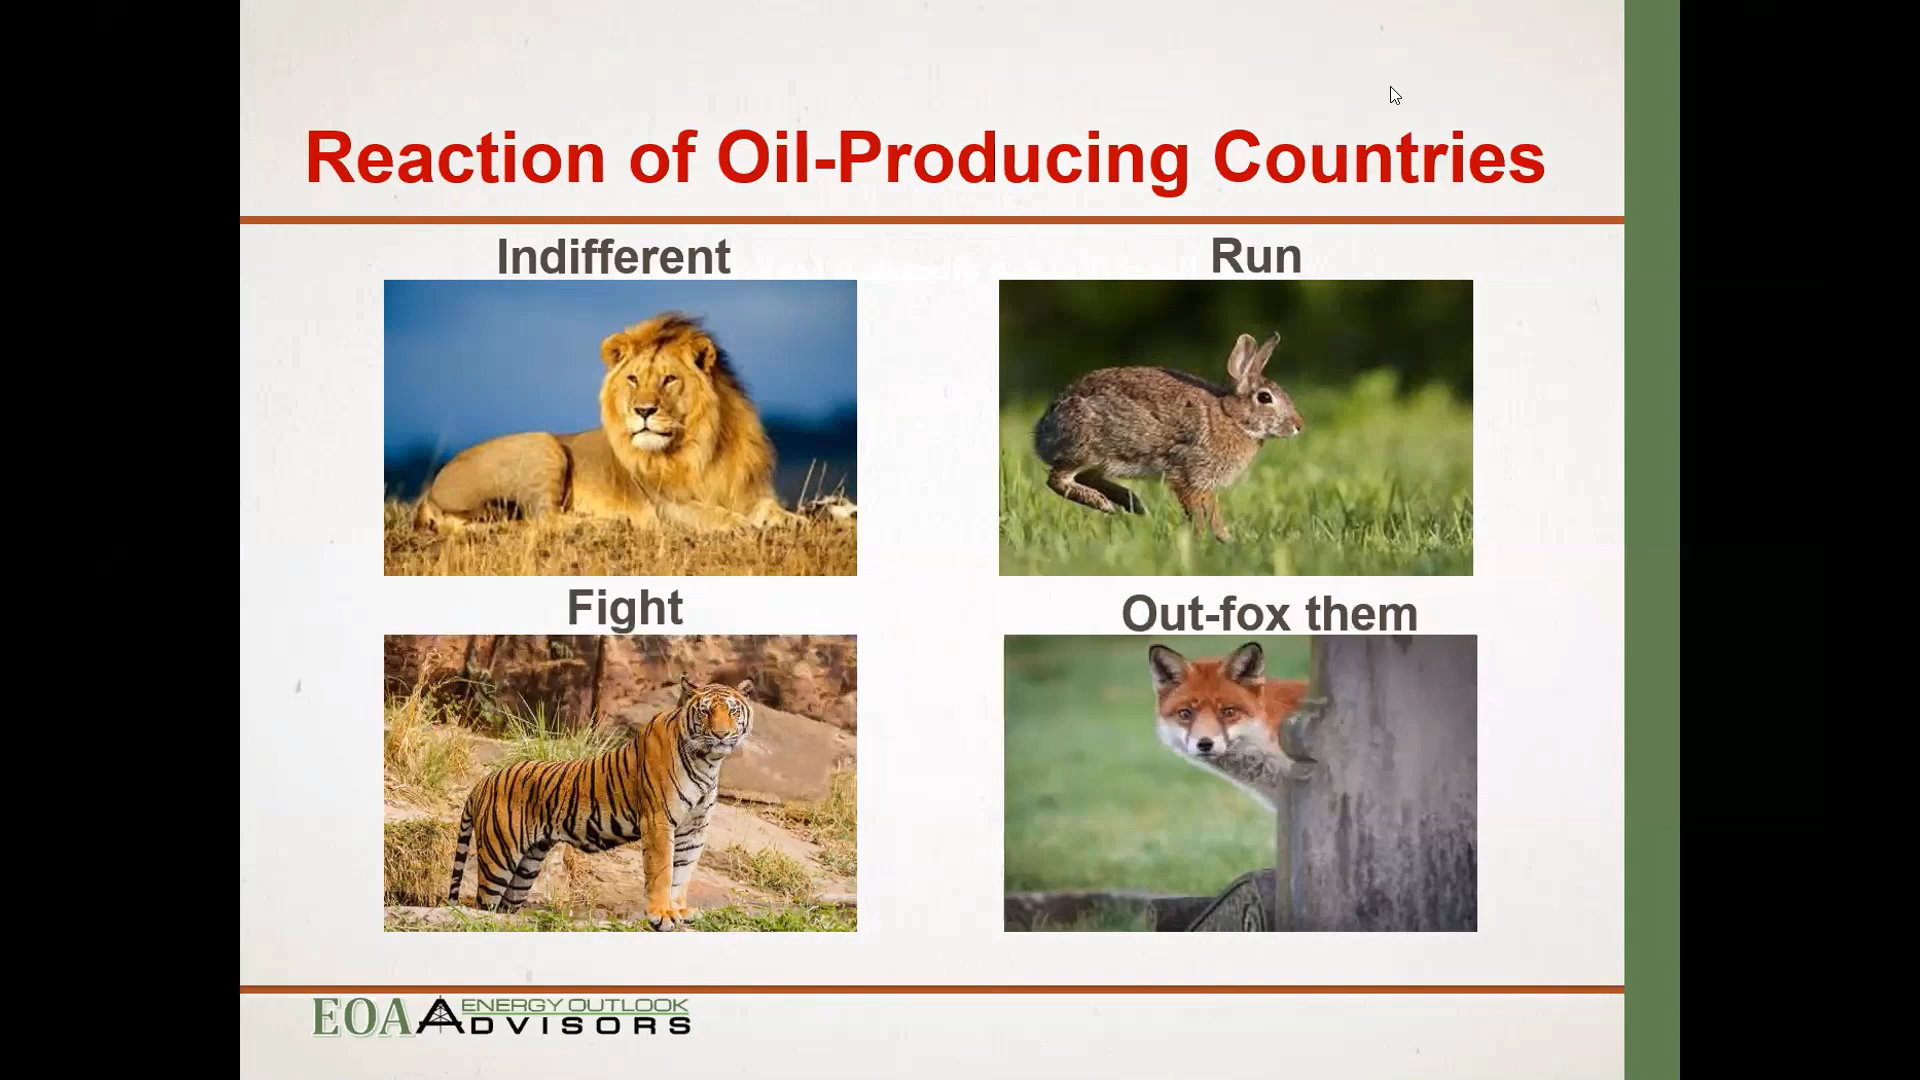 Reaction of Oil-Producing Countries
Indifferent
Run
Fight
Out-fox them
EOA ENERGY OUTLOOK
ADVISORS